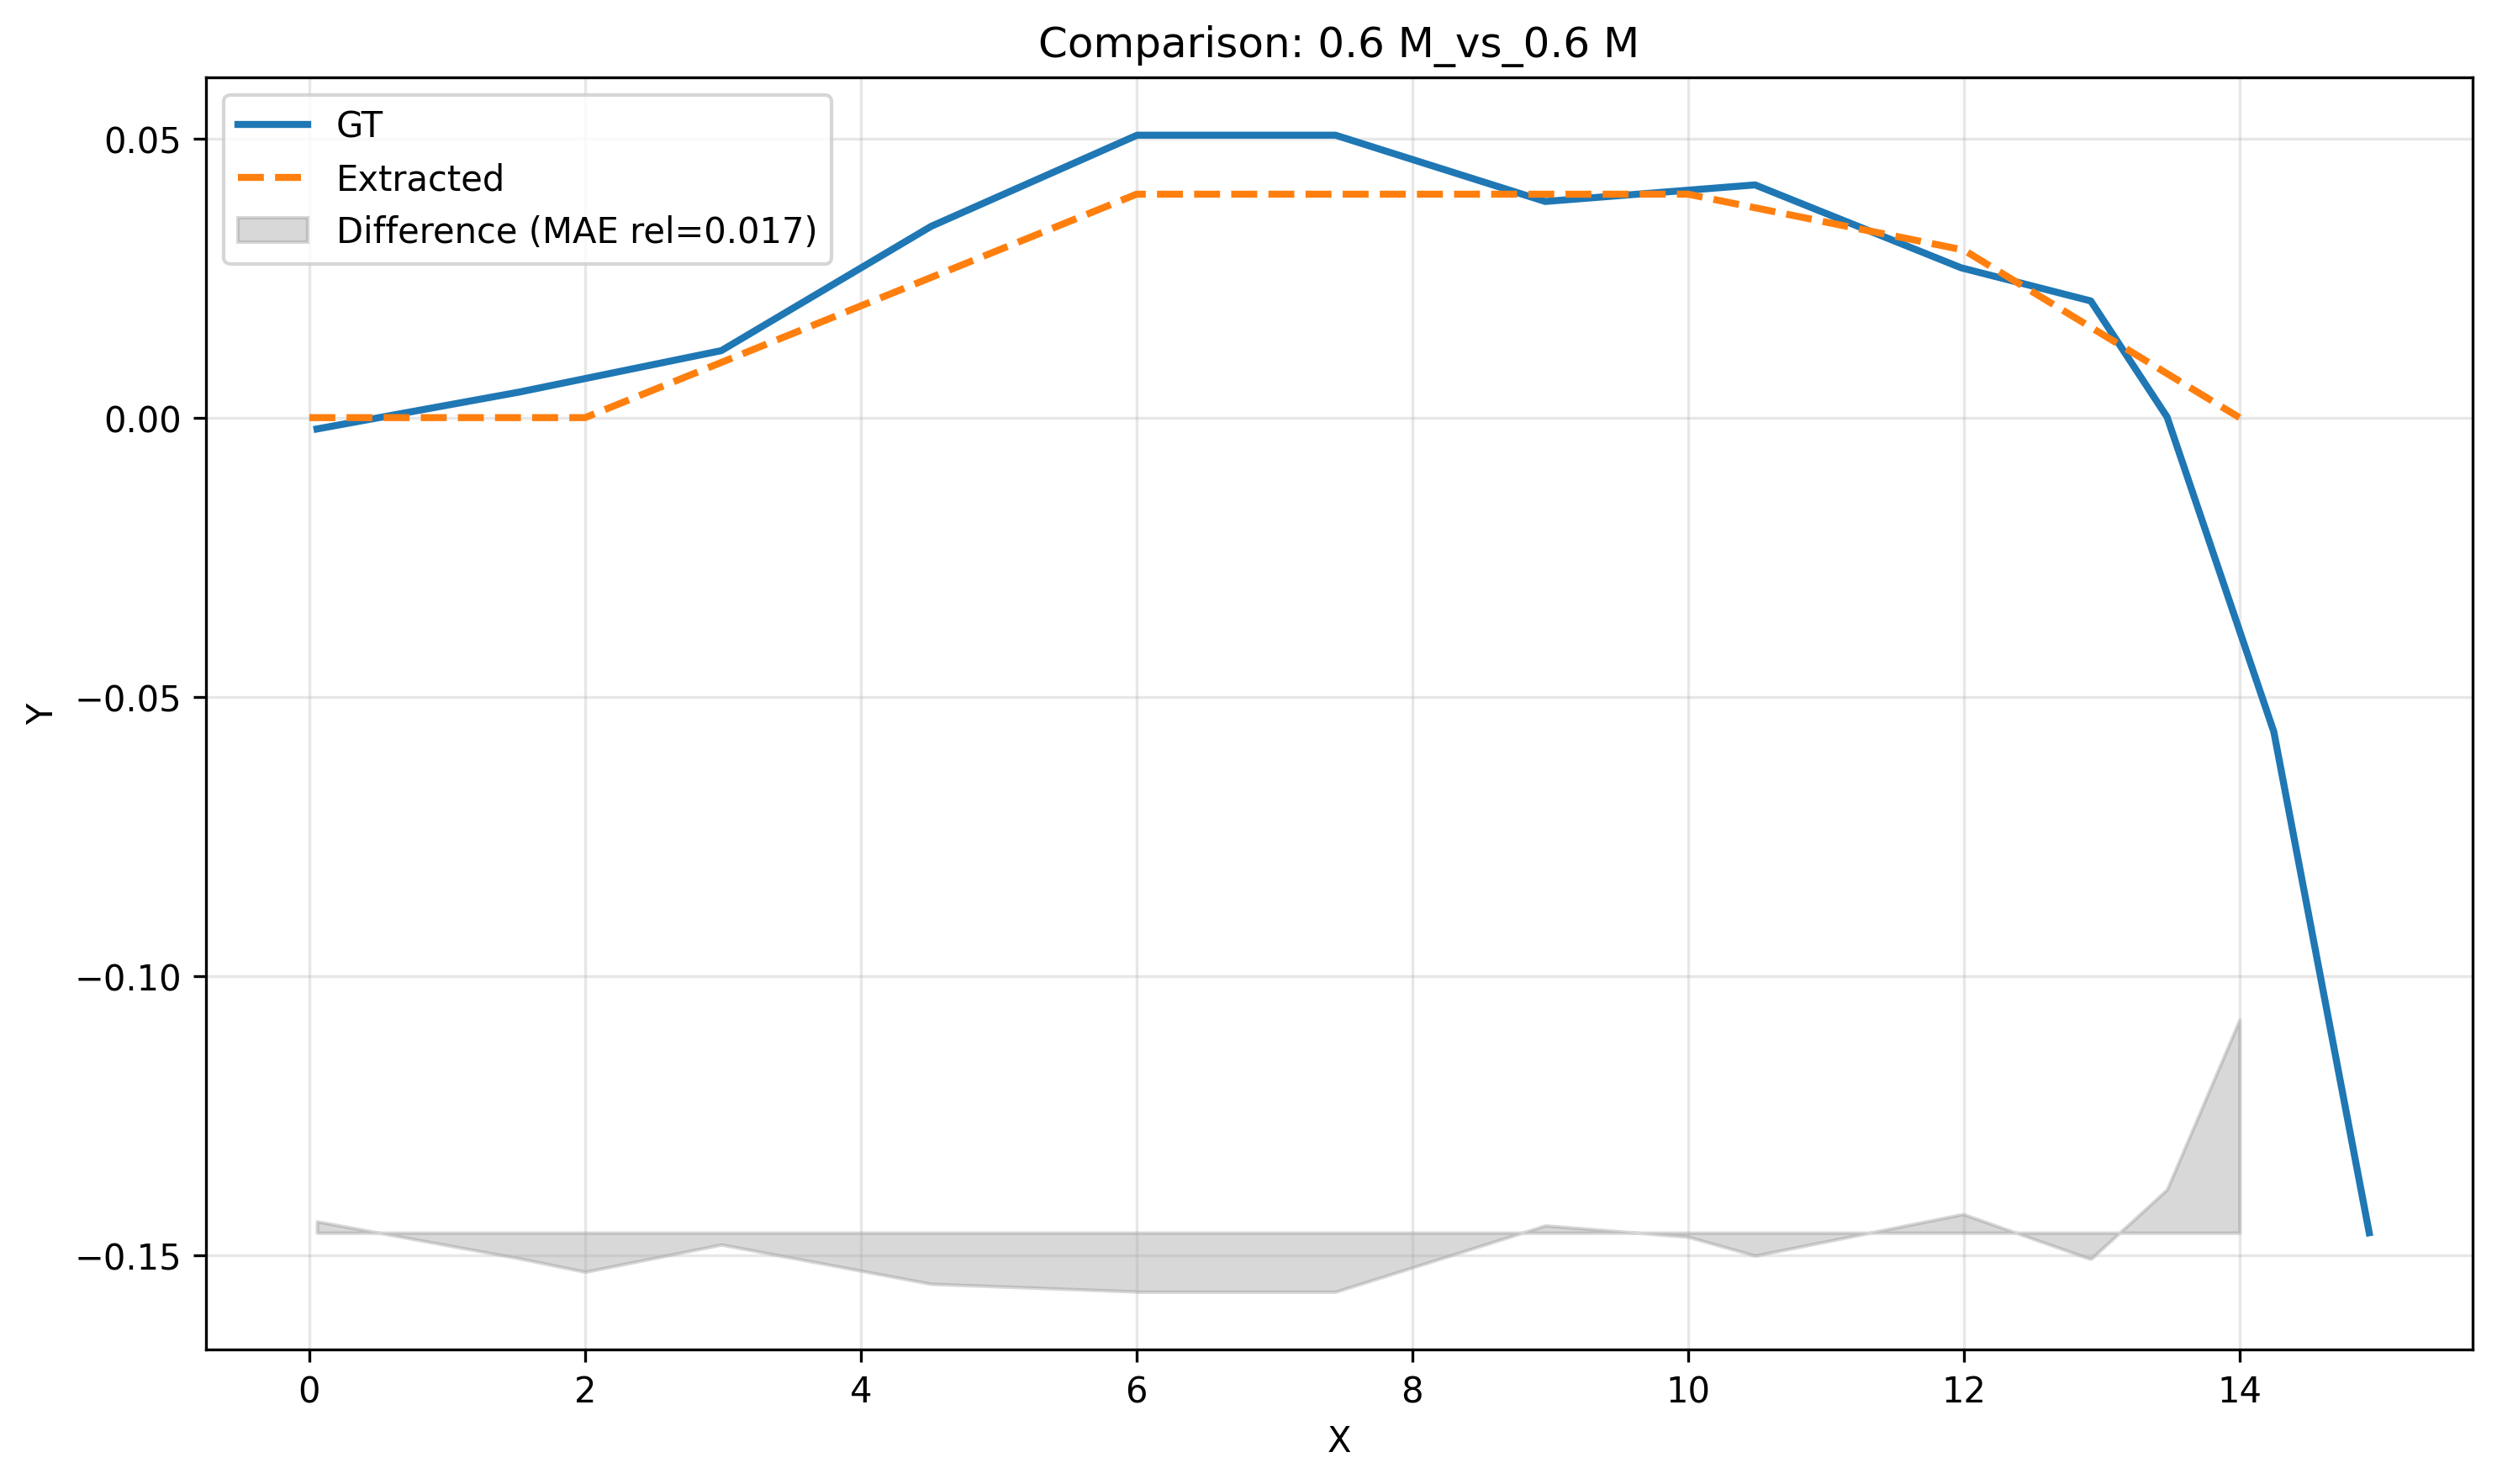 Comparison: 0.6 M_vs_0.6 M
GT
Extracted
Difference (MAE rel=0.017)
0.05
0.00
−0.05
−0.10
−0.15
Y
0 2 4 6 8 10 12 14
X